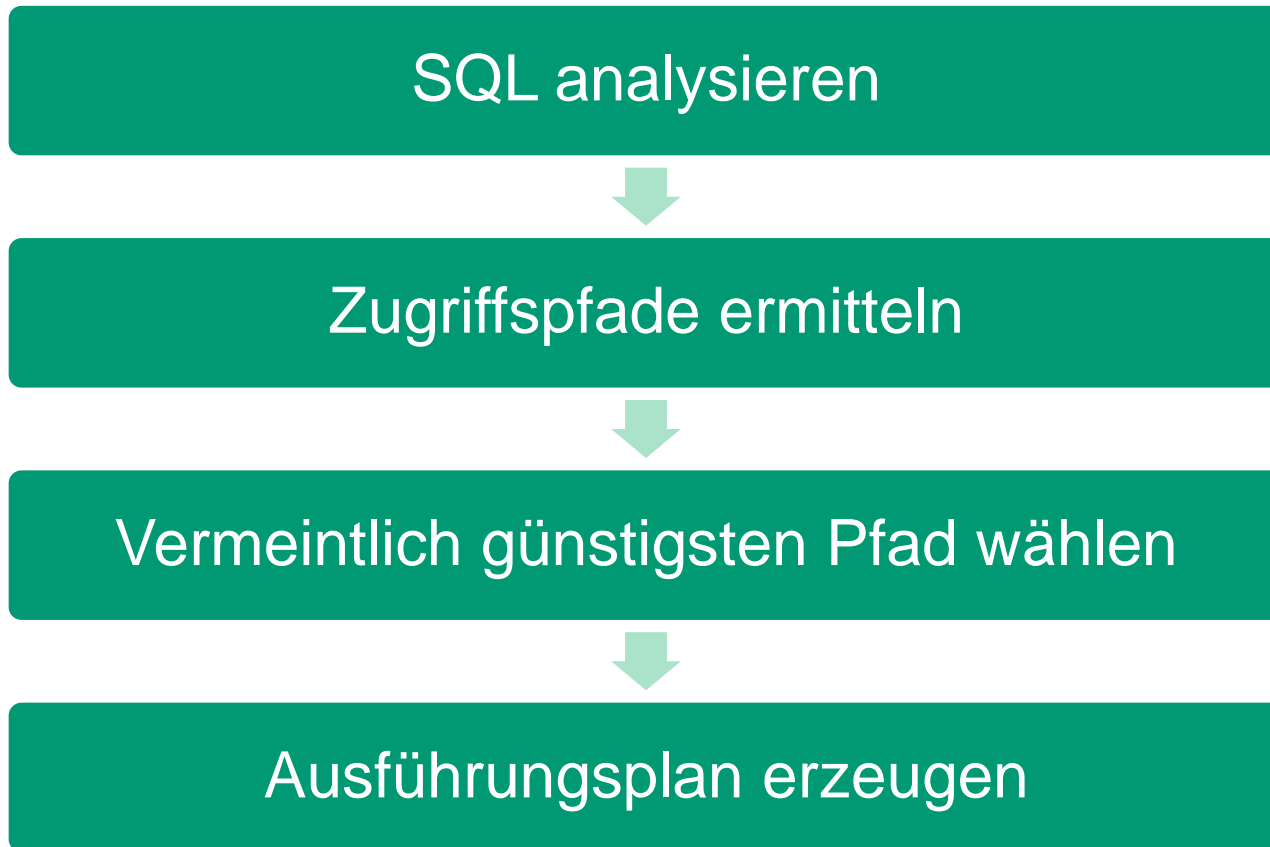 SQL analysieren
Zugriffspfade ermitteln
Vermeintlich günstigsten Pfad wählen
Ausführungsplan erzeugen